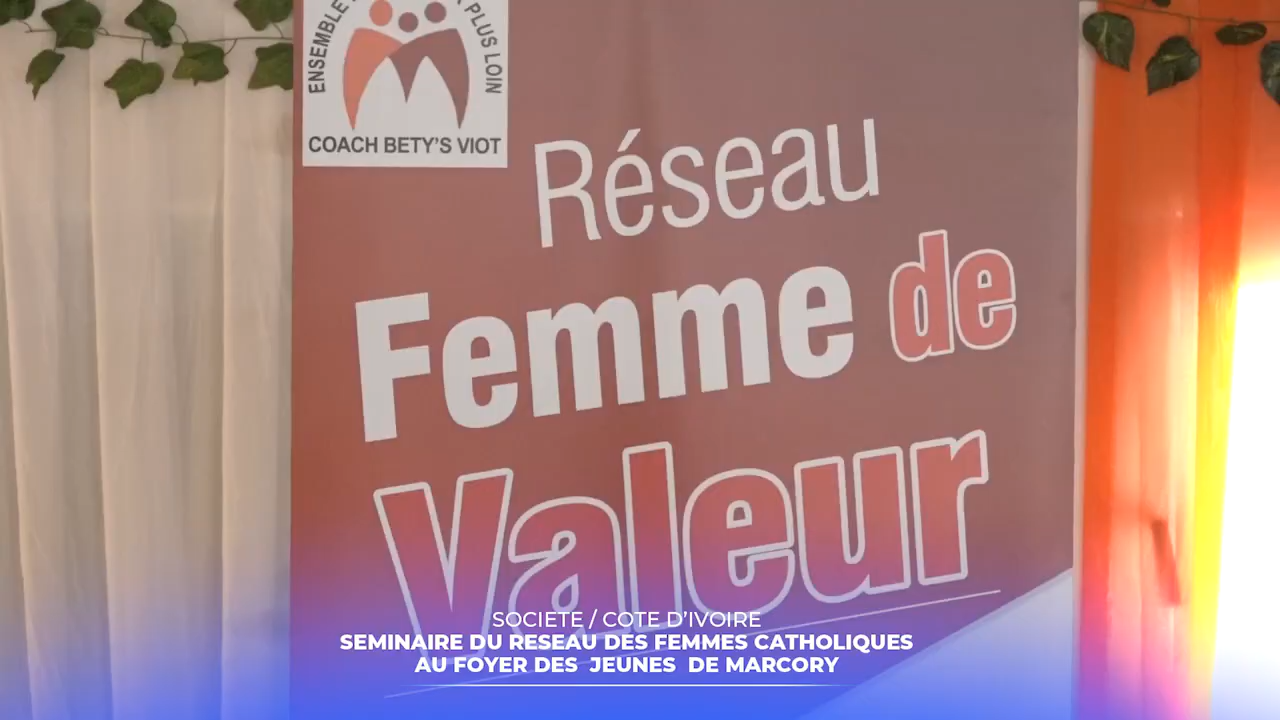 ENSEMBLE
PLUS LOIN
COACH BETY'S VIOT
Réseau
Femme de
Valeur
SOCIETE / COTE D'IVOIRE
SEMINAIRE DU RESEAU DES FEMMES CATHOLIQUES
AU FOYER DES JEUNES DE MARCORY